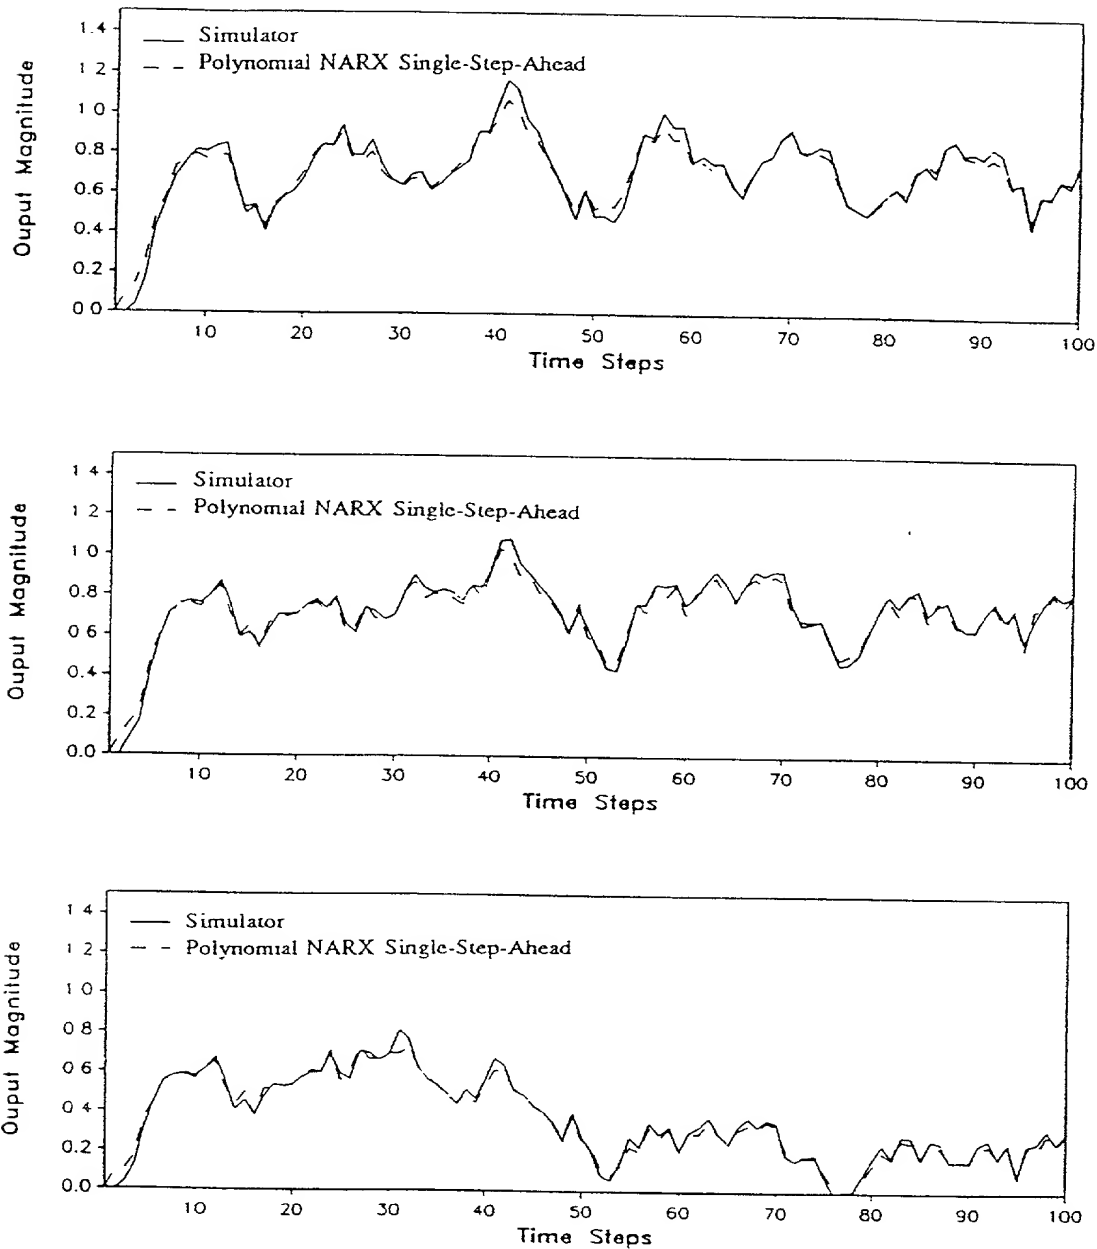 1.4
1 2
1 0
0.8
0.6
0.4
0.2
0 0
Ouput Magnitude
Simulator
Polynomial NARX Single-Step-Ahead
10 20 30 40 50 60 70 80 90 100
Time Steps
1 4
1 2
1 0
0.8
0 6
0.4
0.2
0.0
Ouput Magnitude
Simulator
Polynomial NARX Single-Step-Ahead
10 20 30 40 50 60 70 80 90 100
Time Steps
1 4
1 2
1 0
0 8
0 6
0 4
0.2
0.0
Ouput Magnitude
Simulator
Polynomial NARX Single-Step-Ahead
10 20 30 40 50 60 70 80 90 100
Time Steps